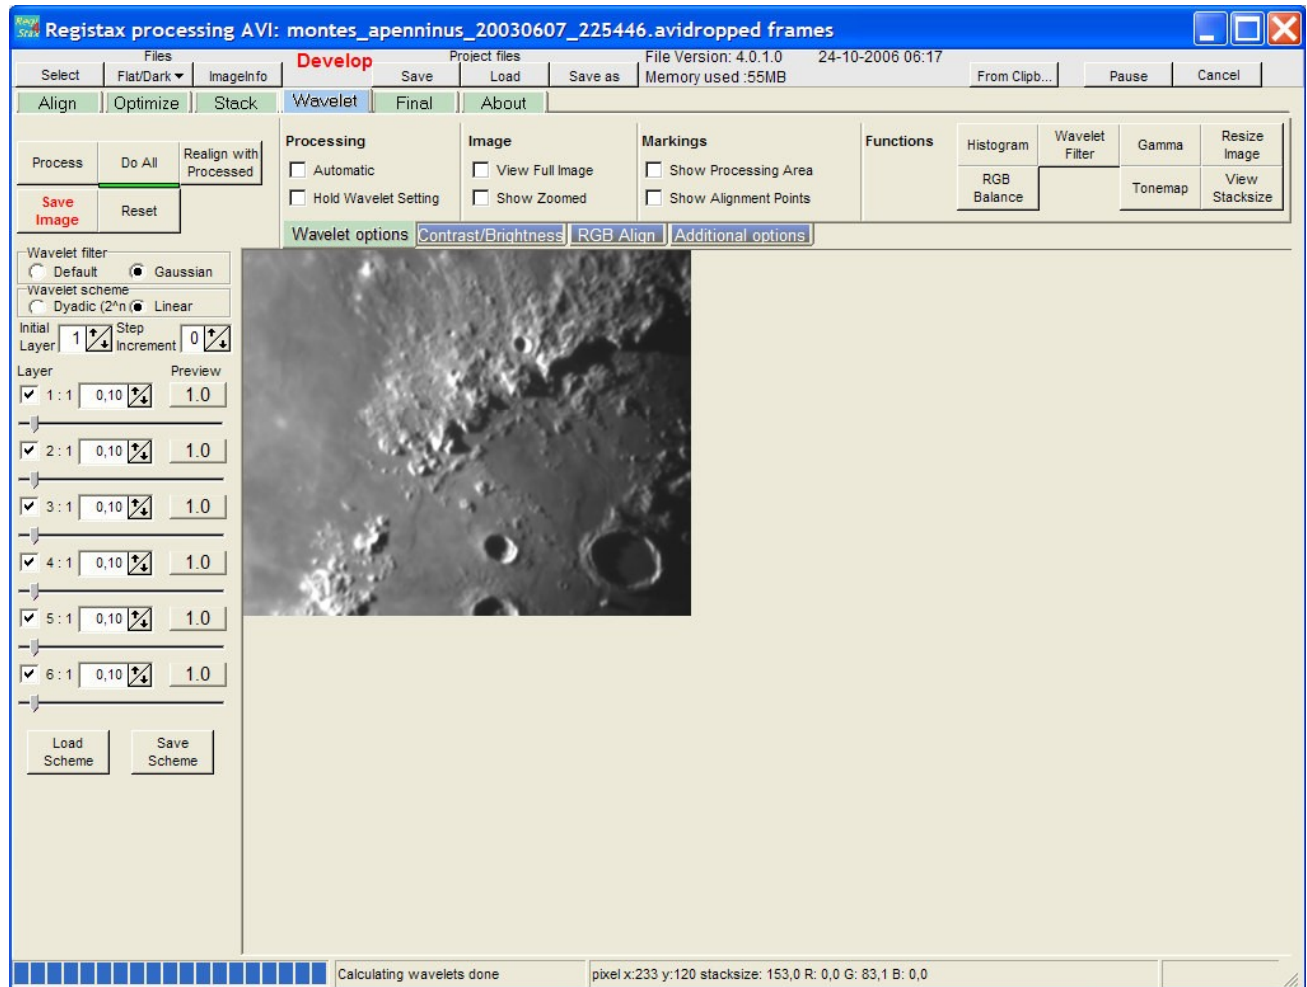 Regi
Stax
Registax processing AVI: montes_apenninus_20030607_225446.avidropped frames
Files
Develop
Project files
File Version: 4.0.1.0 24-10-2006 06:17
Select Flat/Dark ImageInfo Save Load Save as Memory used :55MB From Clipb... Pause Cancel
Align Optimize Stack Wavelet Final About
Process Do All Realign with Processed
Save Image Reset
Processing
Automatic
Hold Wavelet Setting
Image
View Full Image
Show Zoomed
Markings
Show Processing Area
Show Alignment Points
Functions
Histogram Wavelet Filter Gamma Resize Image
RGB Balance Tonemap View Stacksize
Wavelet options Contrast/Brightness RGB Align Additional options
Wavelet filter
Default Gaussian
Wavelet scheme
Dyadic (2^n Linear
Initial Layer 1 Step Increment 0
Layer Preview
1 : 1 0,10 1.0
2 : 1 0,10 1.0
3 : 1 0,10 1.0
4 : 1 0,10 1.0
5 : 1 0,10 1.0
6 : 1 0,10 1.0
Load Scheme Save Scheme
Calculating wavelets done pixel x:233 y:120 stacksize: 153,0 R: 0,0 G: 83,1 B: 0,0